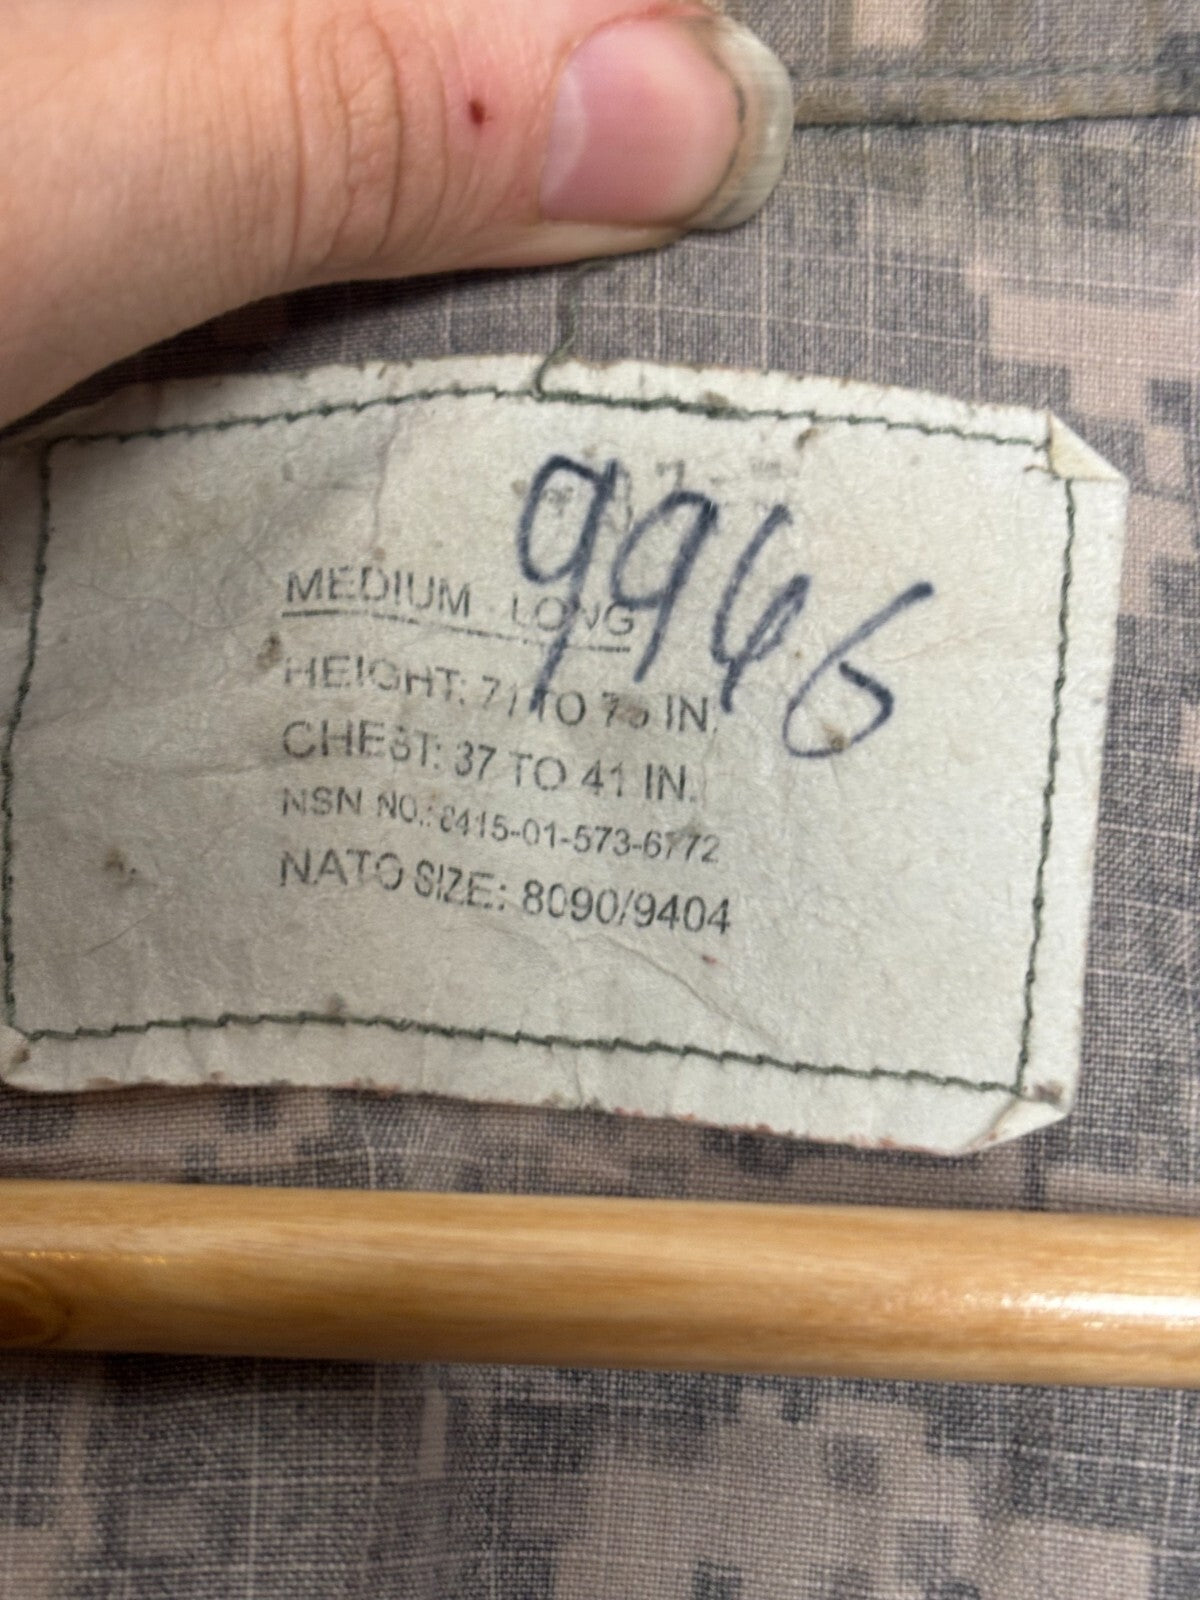 9966
MEDIUM - LONG
HEIGHT: 71 TO 75 IN.
CHEST: 37 TO 41 IN.
NSN NO.: 8415-01-573-6772
NATO SIZE: 8090/9404